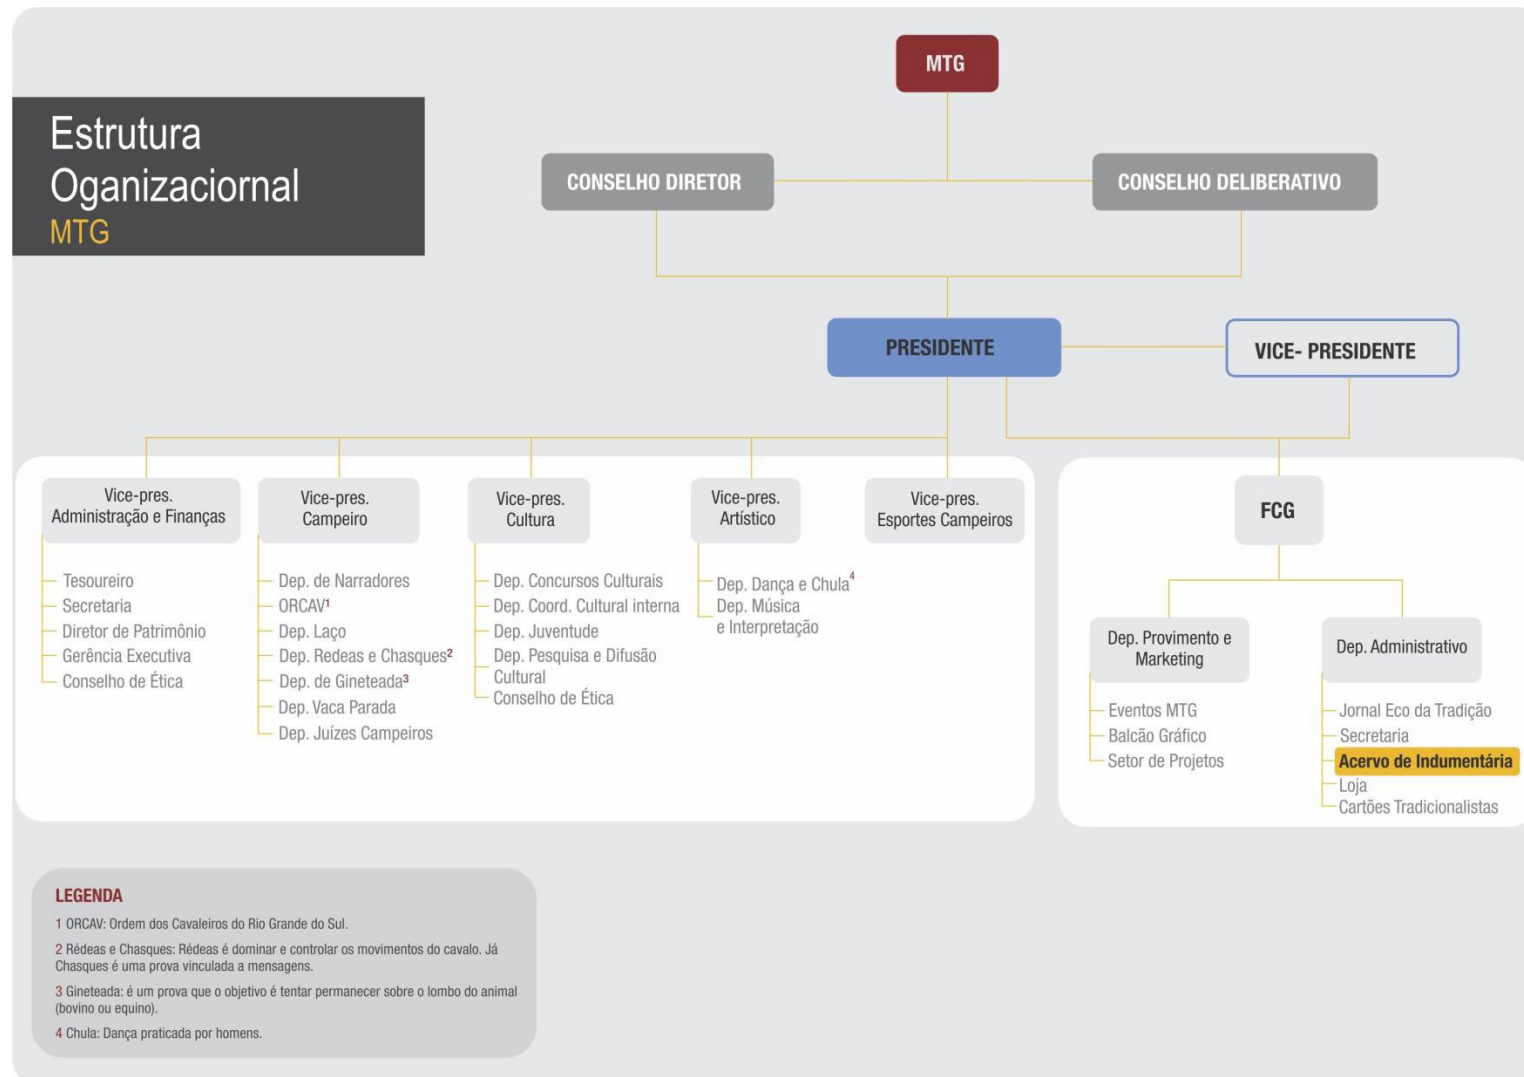 Estrutura
Oganizaciornal
MTG
MTG
CONSELHO DIRETOR
CONSELHO DELIBERATIVO
PRESIDENTE
VICE- PRESIDENTE
Vice-pres.
Administração e Finanças
Tesoureiro
Secretaria
Diretor de Patrimônio
Gerência Executiva
Conselho de Ética
Vice-pres.
Campeiro
Dep. de Narradores
ORCAV¹
Dep. Laço
Dep. Redeas e Chasques²
Dep. de Gineteada³
Dep. Vaca Parada
Dep. Juízes Campeiros
Vice-pres.
Cultura
Dep. Concursos Culturais
Dep. Coord. Cultural interna
Dep. Juventude
Dep. Pesquisa e Difusão
Cultural
Conselho de Ética
Vice-pres.
Artístico
Dep. Dança e Chula⁴
Dep. Música
e Interpretação
Vice-pres.
Esportes Campeiros
FCG
Dep. Provimento e
Marketing
Eventos MTG
Balcão Gráfico
Setor de Projetos
Dep. Administrativo
Jornal Eco da Tradição
Secretaria
Acervo de Indumentária
Loja
Cartões Tradicionalistas
LEGENDA
1 ORCAV: Ordem dos Cavaleiros do Rio Grande do Sul.
2 Rédeas e Chasques: Rédeas é dominar e controlar os movimentos do cavalo. Já
Chasques é uma prova vinculada a mensagens.
3 Gineteada: é um prova que o objetivo é tentar permanecer sobre o lombo do animal
(bovino ou equino).
4 Chula: Dança praticada por homens.